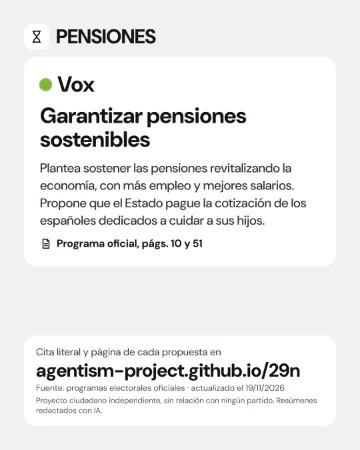 PENSIONES
Vox
Garantizar pensiones
sostenibles
Plantea sostener las pensiones revitalizando la
economía, con más empleo y mejores salarios.
Propone que el Estado pague la cotización de los
españoles dedicados a cuidar a sus hijos.
Programa oficial, págs. 10 y 51
Cita literal y página de cada propuesta en
agentism-project.github.io/29n
Fuente: programas electorales oficiales · actualizado el 19/11/2026
Proyecto ciudadano independiente, sin relación con ningún partido. Resúmenes
redactados con IA.